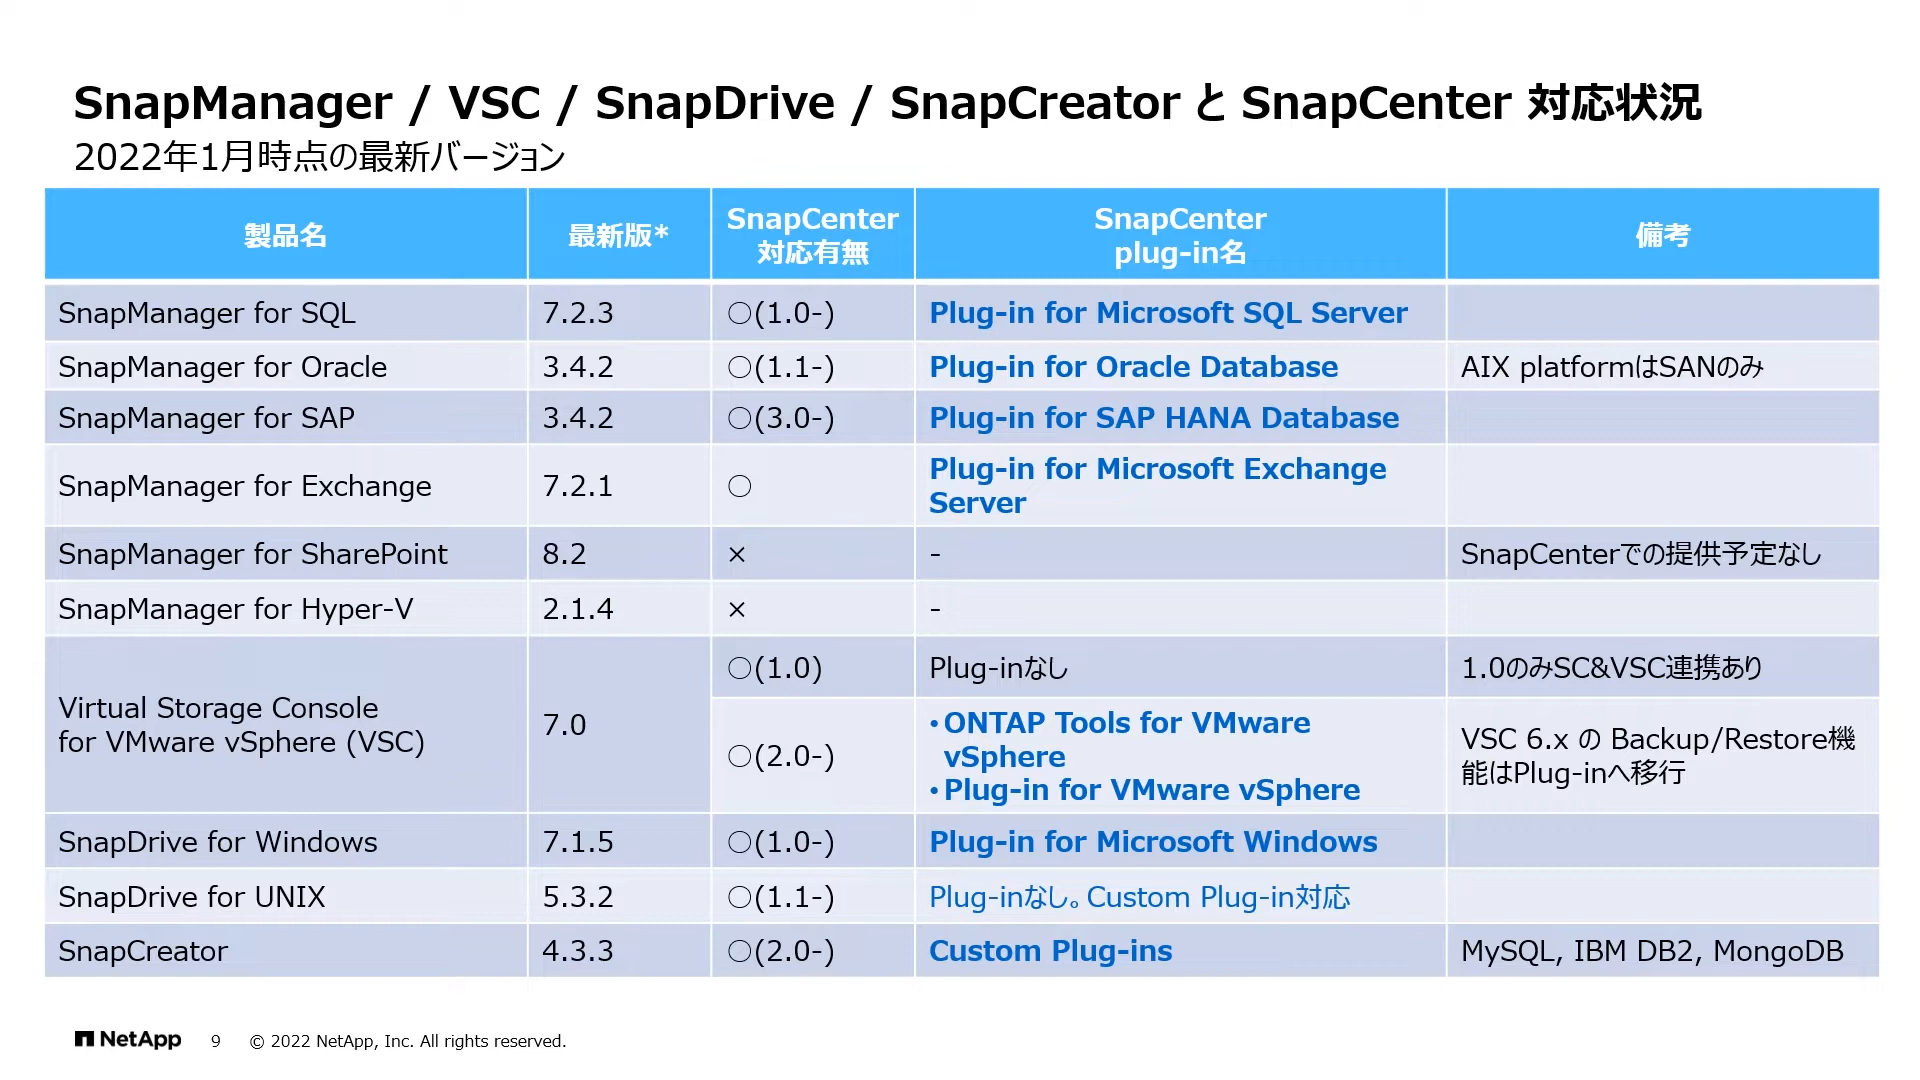 SnapManager / VSC / SnapDrive / SnapCreator と SnapCenter 対応状況
2022年1月時点の最新バージョン
製品名
最新版*
SnapCenter
対応有無
SnapCenter
plug-in名
備考
SnapManager for SQL
7.2.3
○(1.0-)
Plug-in for Microsoft SQL Server
SnapManager for Oracle
3.4.2
○(1.1-)
Plug-in for Oracle Database
AIX platformはSANのみ
SnapManager for SAP
3.4.2
○(3.0-)
Plug-in for SAP HANA Database
SnapManager for Exchange
7.2.1
○
Plug-in for Microsoft Exchange
Server
SnapManager for SharePoint
8.2
×
-
SnapCenterでの提供予定なし
SnapManager for Hyper-V
2.1.4
×
-
Virtual Storage Console
for VMware vSphere (VSC)
7.0
○(1.0)
Plug-inなし
1.0のみSC&VSC連携あり
○(2.0-)
•ONTAP Tools for VMware
vSphere
•Plug-in for VMware vSphere
VSC 6.x の Backup/Restore機
能はPlug-inへ移行
SnapDrive for Windows
7.1.5
○(1.0-)
Plug-in for Microsoft Windows
SnapDrive for UNIX
5.3.2
○(1.1-)
Plug-inなし。Custom Plug-in対応
SnapCreator
4.3.3
○(2.0-)
Custom Plug-ins
MySQL, IBM DB2, MongoDB
NetApp
9
© 2022 NetApp, Inc. All rights reserved.